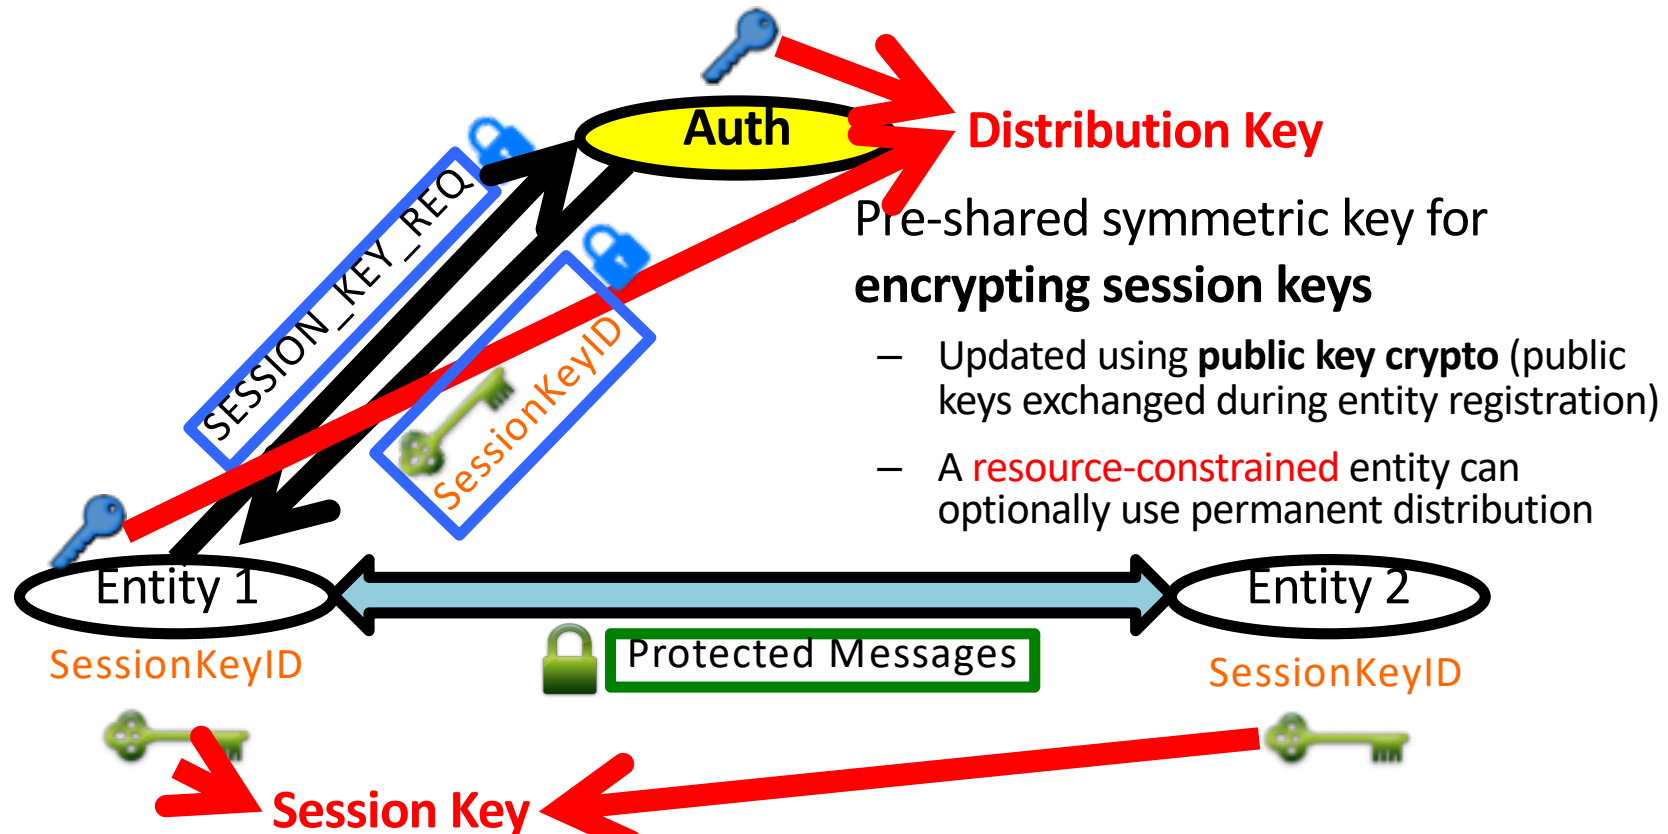 Auth
Distribution Key
SESSION_KEY_REQ
Pre-shared symmetric key for
encrypting session keys
– Updated using public key crypto (public
keys exchanged during entity registration)
– A resource-constrained entity can
optionally use permanent distribution
SessionKeyID
Entity 1
Entity 2
Protected Messages
SessionKeyID
SessionKeyID
Session Key